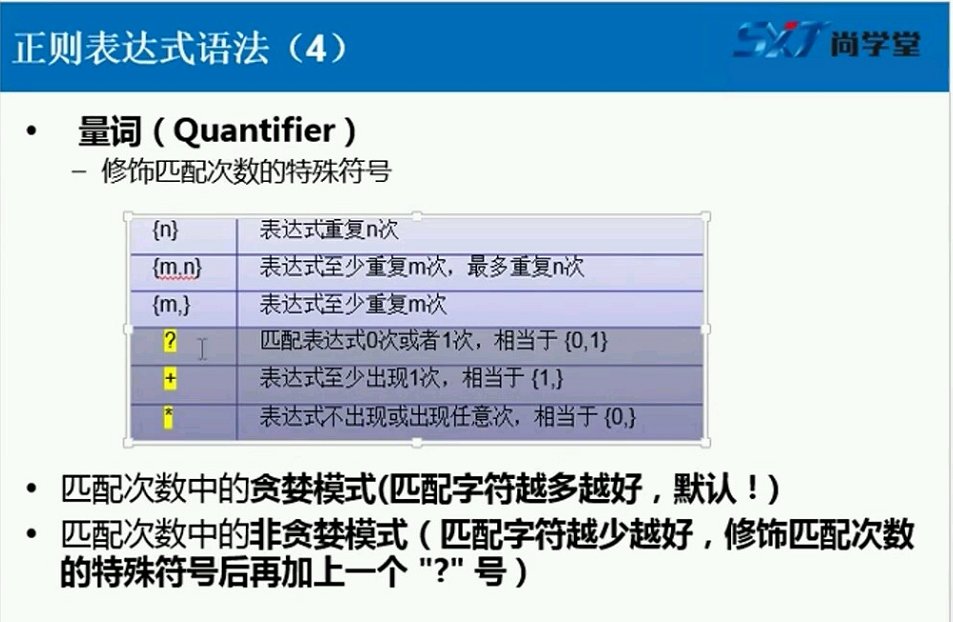 正则表达式语法（4）
SXT 尚学堂
• 量词（Quantifier）
– 修饰匹配次数的特殊符号
{n} 表达式重复n次
{m,n} 表达式至少重复m次，最多重复n次
{m,} 表达式至少重复m次
? 匹配表达式0次或者1次，相当于 {0,1}
+ 表达式至少出现1次，相当于 {1,}
* 表达式不出现或出现任意次，相当于 {0,}
• 匹配次数中的贪婪模式(匹配字符越多越好，默认！)
• 匹配次数中的非贪婪模式（匹配字符越少越好，修饰匹配次数
的特殊符号后再加上一个 "?" 号）